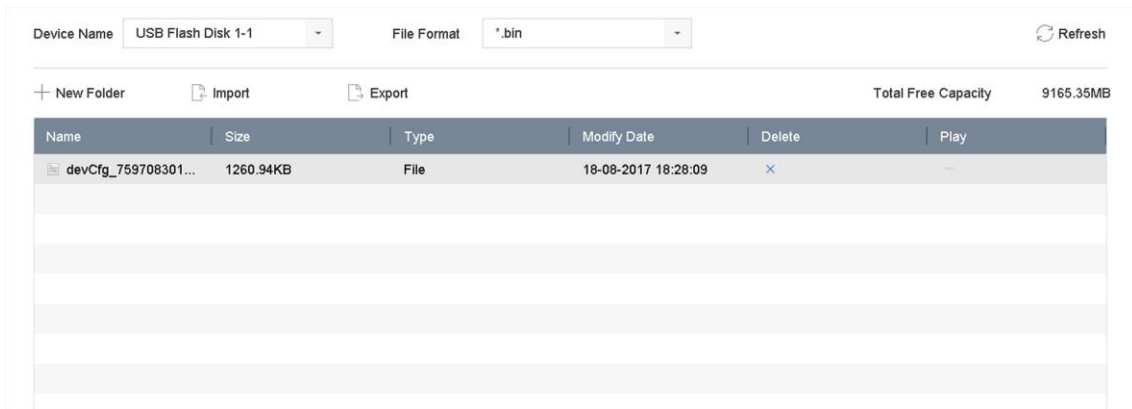 Device Name USB Flash Disk 1-1 File Format *.bin Refresh
New Folder Import Export Total Free Capacity 9165.35MB
Name Size Type Modify Date Delete Play
devCfg_759708301... 1260.94KB File 18-08-2017 18:28:09